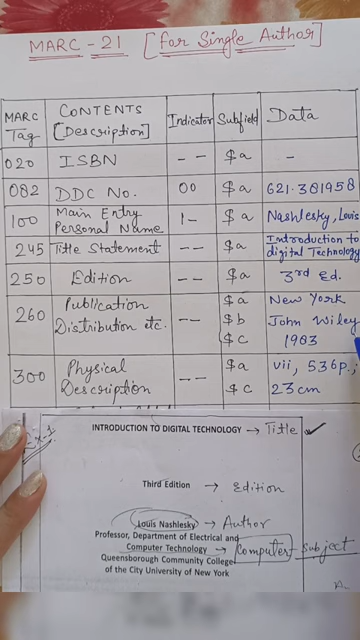 MARC - 21 [For Single Author]
MARC Tag CONTENTS [Description] Indicator Subfield Data
020 ISBN -- $a -
082 DDC No. 00 $a 621.381958
100 Main Entry Personal Name 1- $a Nashlesky, Louis
245 Title Statement -- $a Introduction to digital Technology
250 Edition -- $a 3rd Ed.
260 Publication Distribution etc. -- $a New York
$b John Wiley
$c 1983
300 Physical Description -- $a vii, 536p.;
$c 23cm
INTRODUCTION TO DIGITAL TECHNOLOGY → Title ✓
Third Edition → Edition
Louis Nashlesky → Author
Professor, Department of Electrical and
Computer Technology → Computer - subject
Queensborough Community College
of the City University of New York